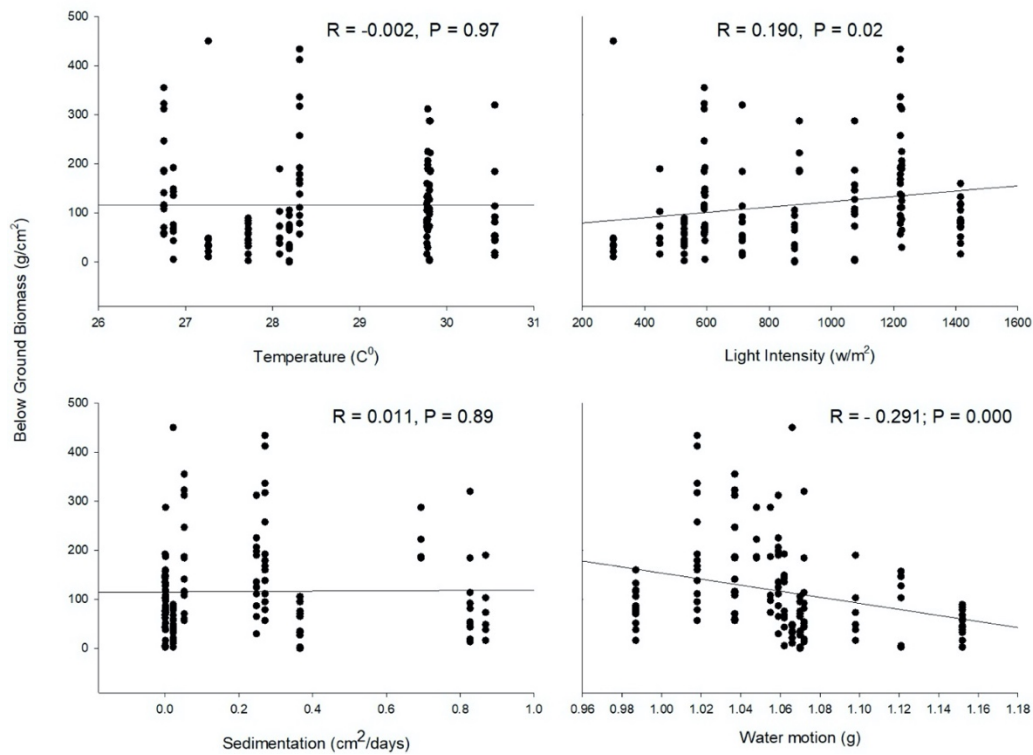 R = -0.002, P = 0.97
R = 0.190, P = 0.02
500
400
300
200
100
0
26 27 28 29 30 31
200 400 600 800 1000 1200 1400 1600
Temperature (C⁰)
Light Intensity (w/m²)
Below Ground Biomass (g/cm²)
R = 0.011, P = 0.89
R = - 0.291; P = 0.000
500
400
300
200
100
0
0.0 0.2 0.4 0.6 0.8 1.0
0.96 0.98 1.00 1.02 1.04 1.06 1.08 1.10 1.12 1.14 1.16 1.18
Sedimentation (cm²/days)
Water motion (g)